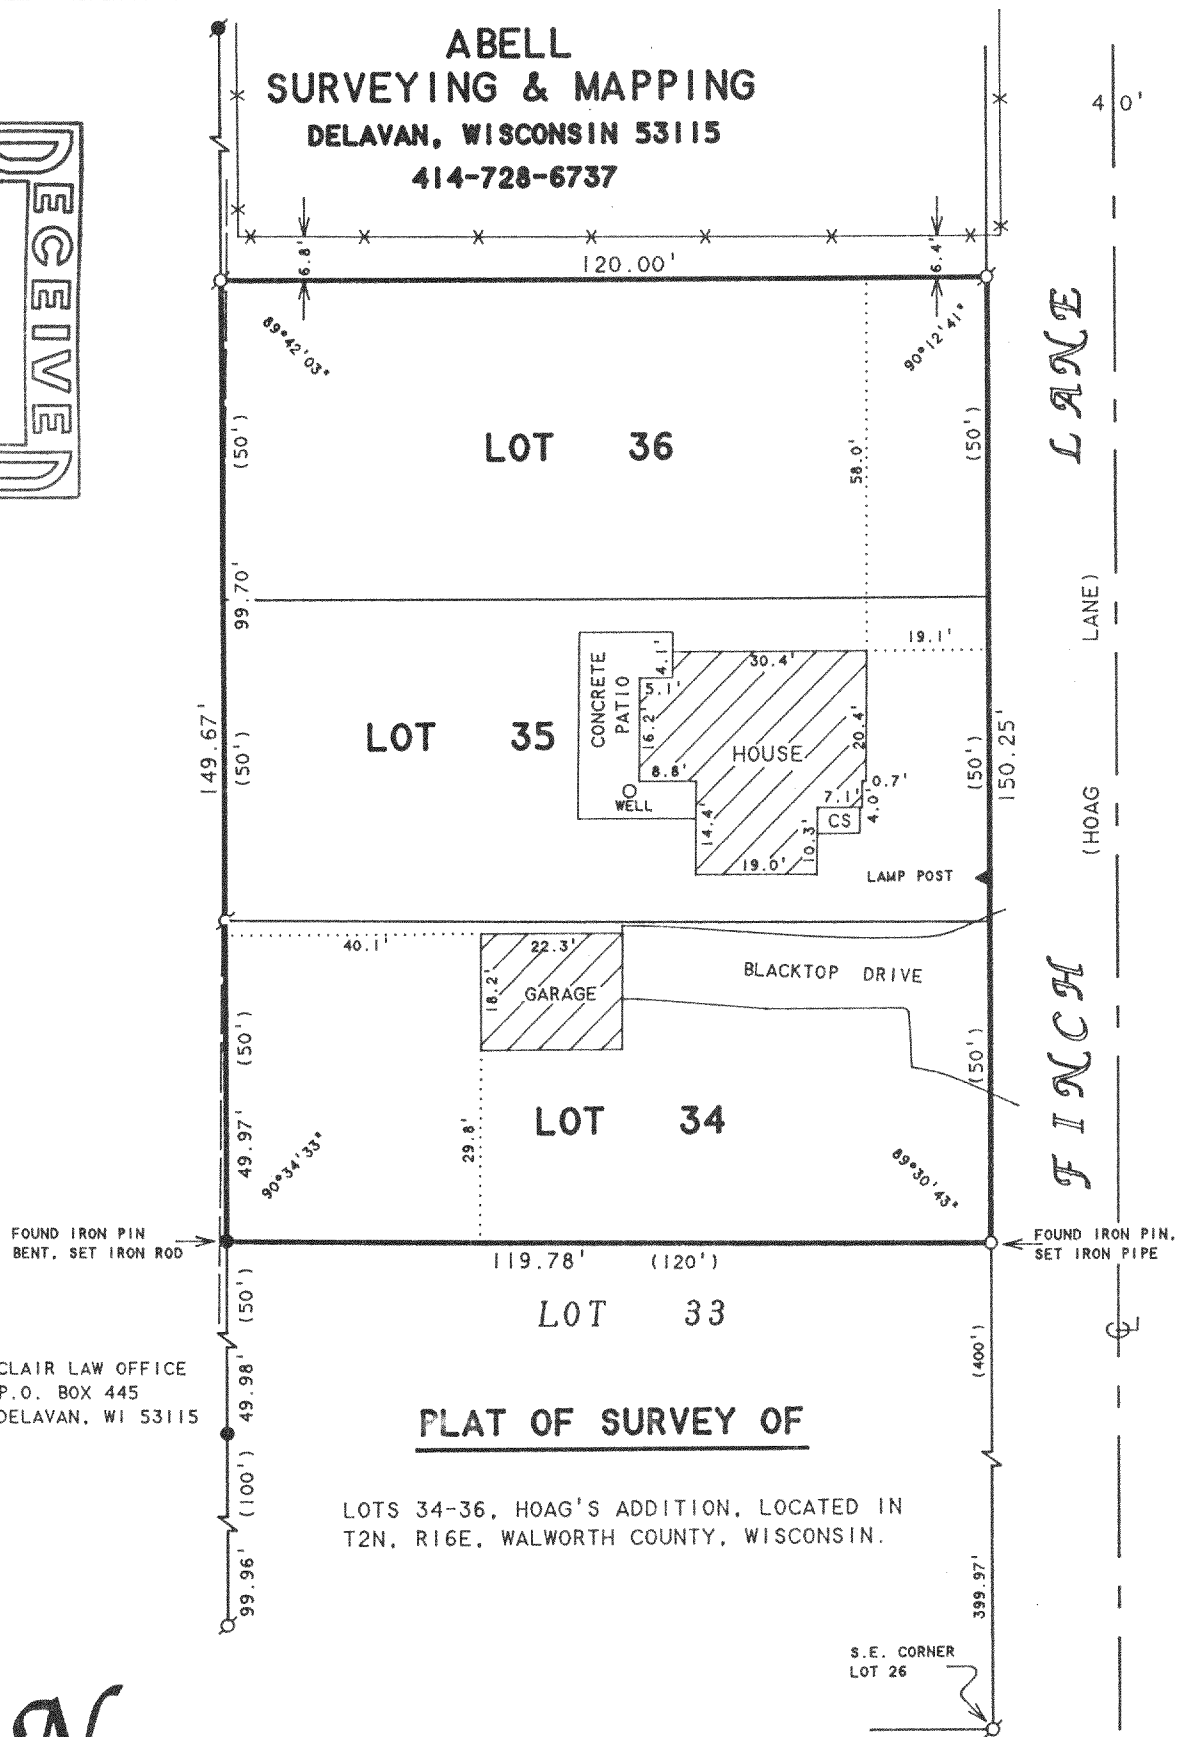 ABELL
SURVEYING & MAPPING
DELAVAN, WISCONSIN 53115
414-728-6737
40'
ECEIVED
6.8'
120.00'
6.4'
89°42'03"
90°12'41"
(50')
LOT 36
58.0'
(50')
LANE
99.70'
19.1'
(HOAG LANE)
CONCRETE
PATIO
4.1'
30.4'
5.1'
16.2'
20.4'
149.67'
(50')
LOT 35
HOUSE
(50')
150.25'
8.8'
0.7'
WELL
7.1'
4.0'
CS
14.4'
10.3'
19.0'
LAMP POST
40.1'
22.3'
BLACKTOP DRIVE
18.2'
GARAGE
FINCH
(50')
(50')
LOT 34
29.8'
49.97'
90°34'33"
89°30'43"
FOUND IRON PIN
BENT, SET IRON ROD
FOUND IRON PIN,
SET IRON PIPE
119.78' (120')
(50')
LOT 33
(400')
CLAIR LAW OFFICE
P.O. BOX 445
DELAVAN, WI 53115
49.98'
PLAT OF SURVEY OF
(100')
LOTS 34-36, HOAG'S ADDITION, LOCATED IN
T2N, R16E, WALWORTH COUNTY, WISCONSIN.
99.96'
399.97'
S.E. CORNER
LOT 26
N